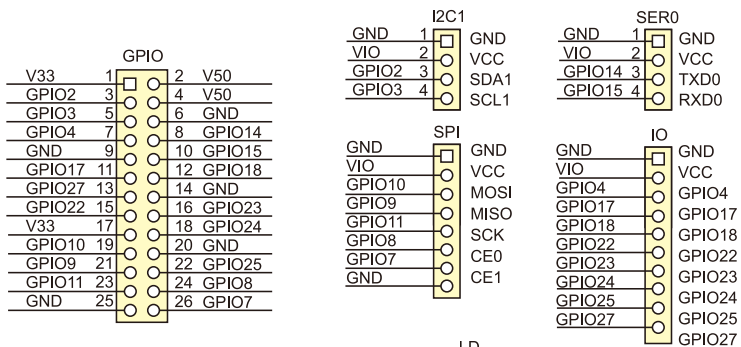 GPIO
V33 1 2 V50
GPIO2 3 4 V50
GPIO3 5 6 GND
GPIO4 7 8 GPIO14
GND 9 10 GPIO15
GPIO17 11 12 GPIO18
GPIO27 13 14 GND
GPIO22 15 16 GPIO23
V33 17 18 GPIO24
GPIO10 19 20 GND
GPIO9 21 22 GPIO25
GPIO11 23 24 GPIO8
GND 25 26 GPIO7
I2C1
GND 1 GND
VIO 2 VCC
GPIO2 3 SDA1
GPIO3 4 SCL1
SER0
GND 1 GND
VIO 2 VCC
GPIO14 3 TXD0
GPIO15 4 RXD0
SPI
GND GND
VIO VCC
GPIO10 MOSI
GPIO9 MISO
GPIO11 SCK
GPIO8 CE0
GPIO7 CE1
GND
IO
GND GND
VIO VCC
GPIO4 GPIO4
GPIO17 GPIO17
GPIO18 GPIO18
GPIO22 GPIO22
GPIO23 GPIO23
GPIO24 GPIO24
GPIO25 GPIO25
GPIO27 GPIO27